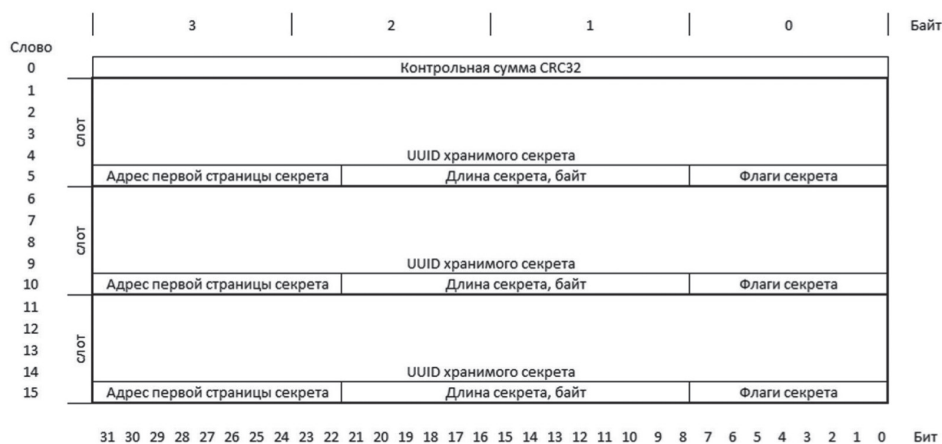 3 2 1 0 Байт
Слово
0 Контрольная сумма CRC32
1
2
3
4 UUID хранимого секрета
слот
5 Адрес первой страницы секрета Длина секрета, байт Флаги секрета
6
7
8
9 UUID хранимого секрета
слот
10 Адрес первой страницы секрета Длина секрета, байт Флаги секрета
11
12
13
14 UUID хранимого секрета
слот
15 Адрес первой страницы секрета Длина секрета, байт Флаги секрета
31 30 29 28 27 26 25 24 23 22 21 20 19 18 17 16 15 14 13 12 11 10 9 8 7 6 5 4 3 2 1 0 Бит